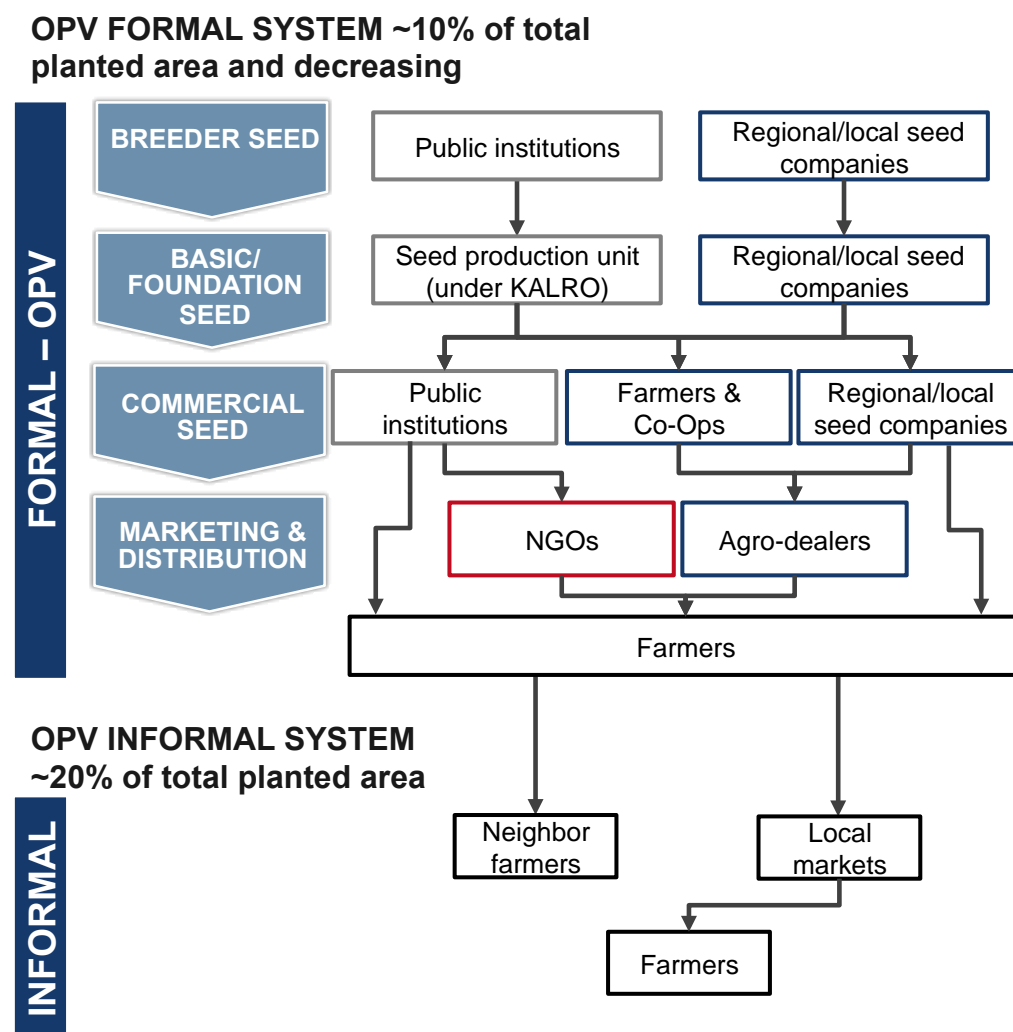 OPV FORMAL SYSTEM ~10% of total
planted area and decreasing
FORMAL – OPV
BREEDER SEED
Public institutions
Regional/local seed
companies
BASIC/
FOUNDATION
SEED
Seed production unit
(under KALRO)
Regional/local seed
companies
COMMERCIAL
SEED
Public
institutions
Farmers &
Co-Ops
Regional/local
seed companies
MARKETING &
DISTRIBUTION
NGOs
Agro-dealers
Farmers
OPV INFORMAL SYSTEM
~20% of total planted area
INFORMAL
Neighbor
farmers
Local
markets
Farmers